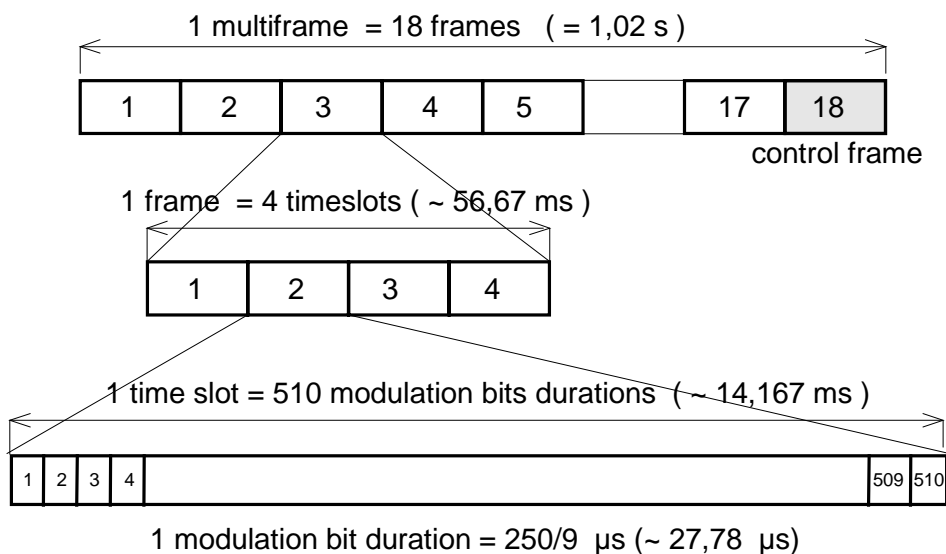 1 multiframe = 18 frames ( = 1,02 s )
1 2 3 4 5 17 18
control frame
1 frame = 4 timeslots ( ~ 56,67 ms )
1 2 3 4
1 time slot = 510 modulation bits durations ( ~ 14,167 ms )
1 2 3 4 509 510
1 modulation bit duration = 250/9 µs (~ 27,78 µs)